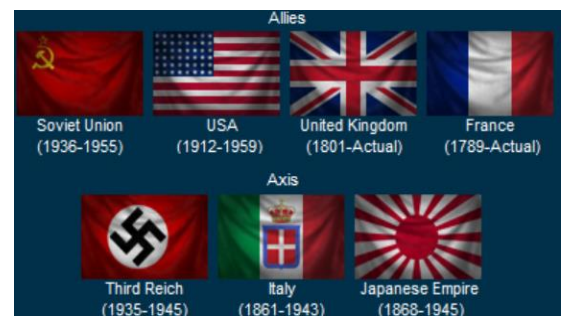 Allies
Soviet Union USA United Kingdom France
(1936-1955) (1912-1959) (1801-Actual) (1789-Actual)
Axis
Third Reich Italy Japanese Empire
(1935-1945) (1861-1943) (1868-1945)